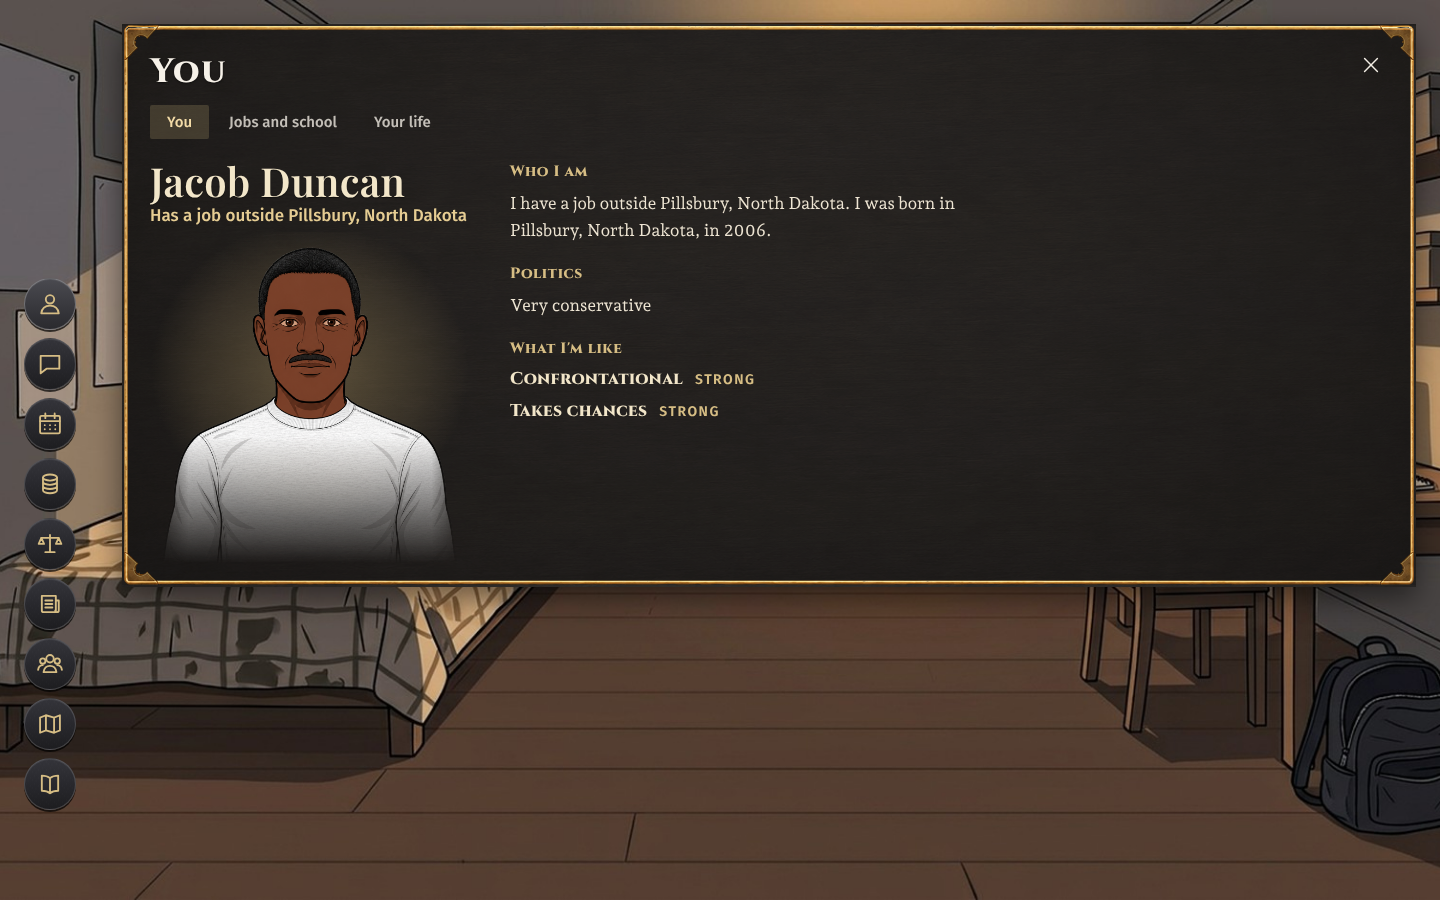 You
You
Jobs and school
Your life
Jacob Duncan
Has a job outside Pillsbury, North Dakota
Who I am
I have a job outside Pillsbury, North Dakota. I was born in
Pillsbury, North Dakota, in 2006.
Politics
Very conservative
What I'm like
Confrontational STRONG
Takes chances STRONG